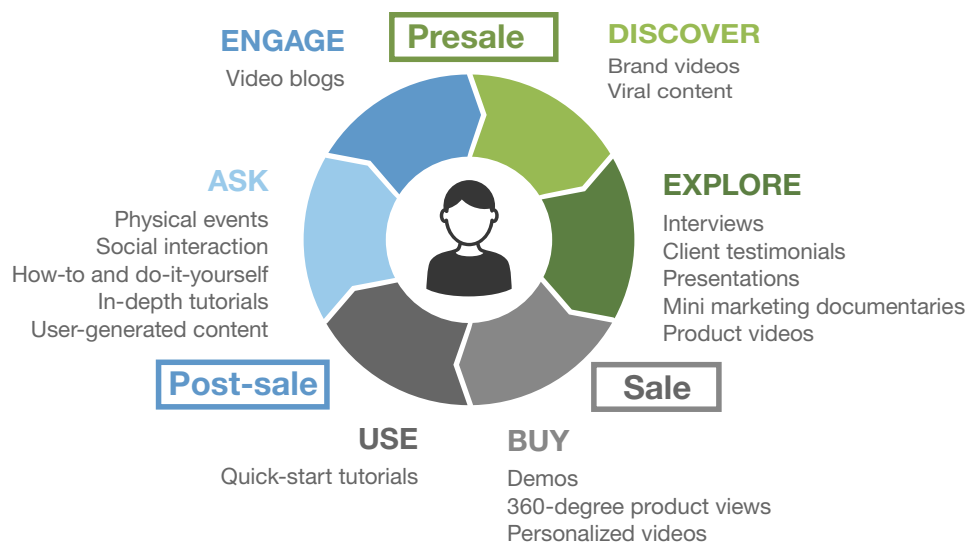 Presale
DISCOVER
Brand videos
Viral content
EXPLORE
Interviews
Client testimonials
Presentations
Mini marketing documentaries
Product videos
Sale
BUY
Demos
360-degree product views
Personalized videos
USE
Quick-start tutorials
Post-sale
ASK
Physical events
Social interaction
How-to and do-it-yourself
In-depth tutorials
User-generated content
ENGAGE
Video blogs